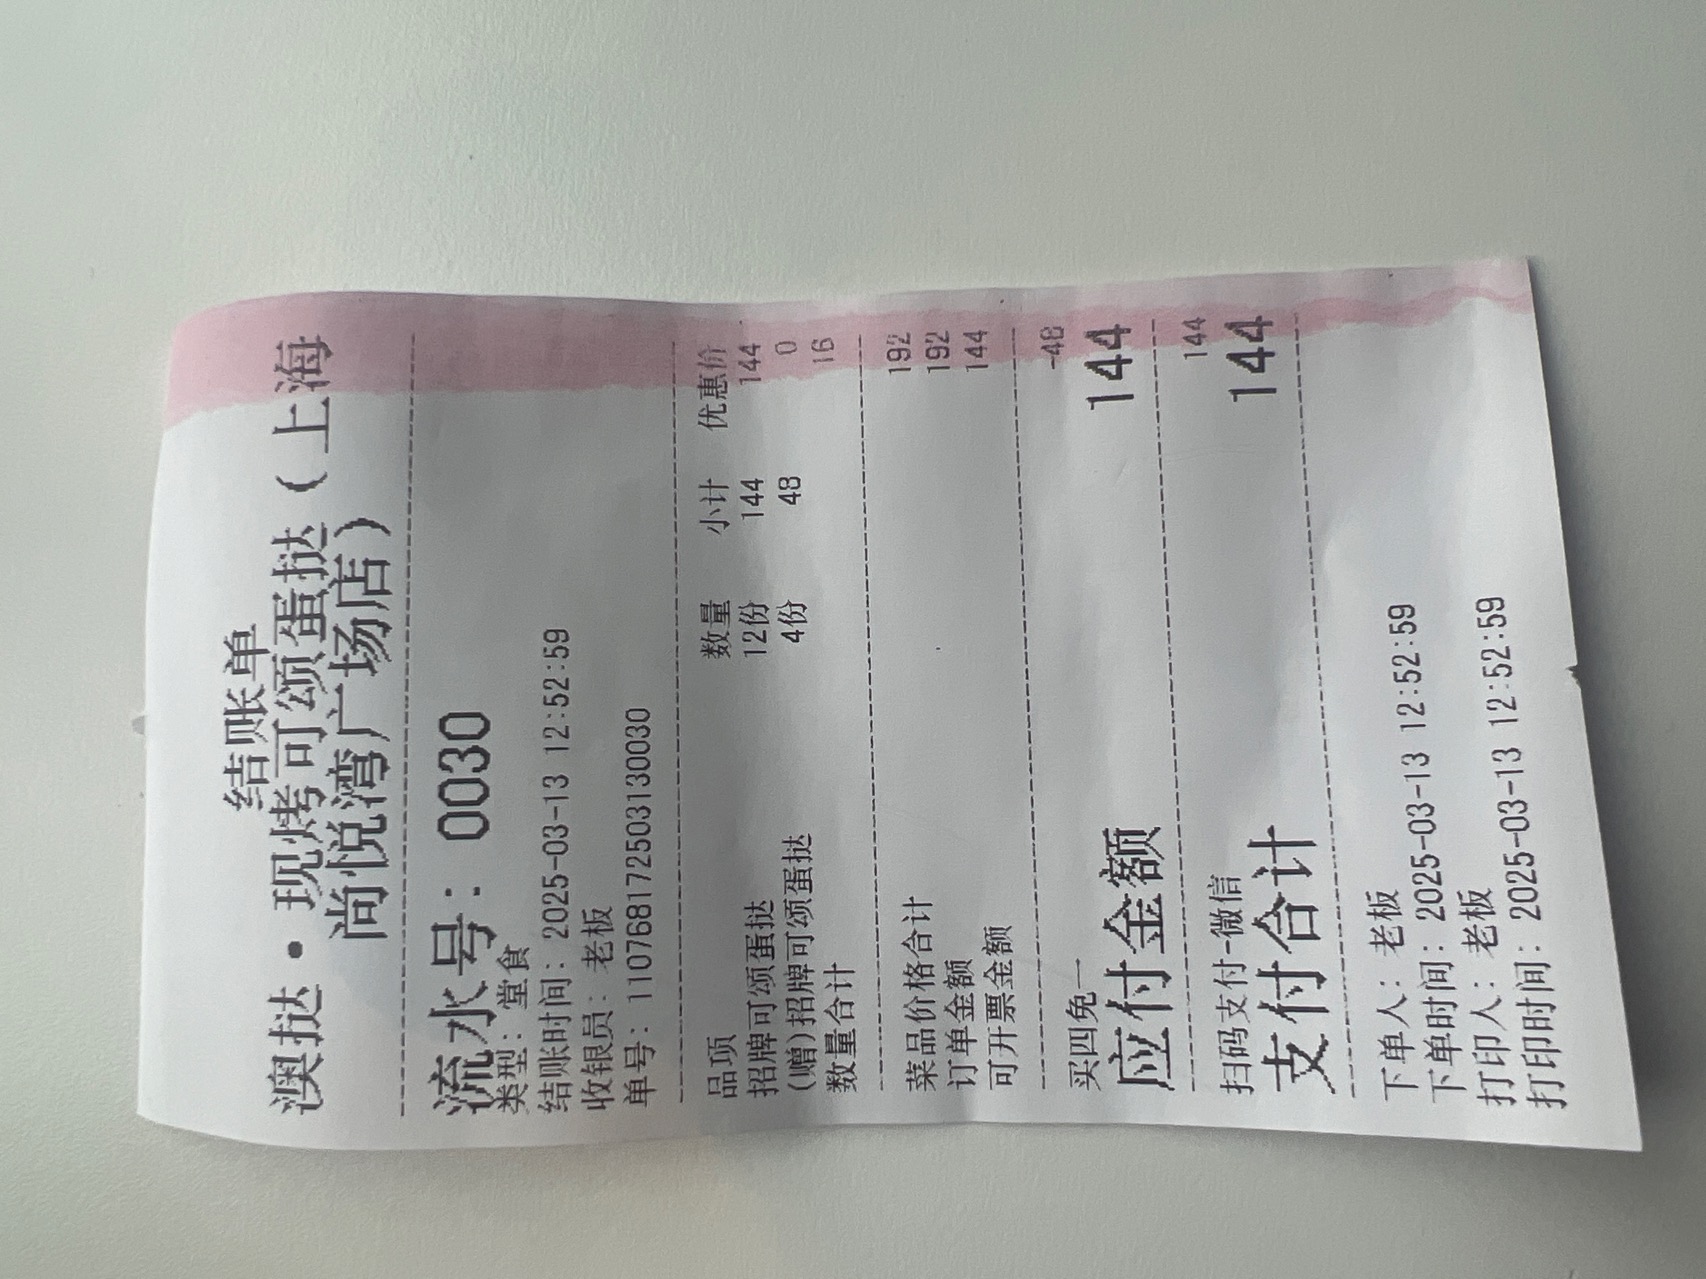 结账单
澳挞·现烤可颂蛋挞(上海
尚悦湾广场店)
流水号: 0030
类型: 堂食
结账时间: 2025-03-13 12:52:59
收银员: 老板
单号: 110768172503130030
品项 数量 小计 优惠价
招牌可颂蛋挞 12份 144 144
(赠)招牌可颂蛋挞 4份 48 0
数量合计 16
菜品价格合计 192
订单金额 192
可开票金额 144
买四免一 -48
应付金额 144
扫码支付-微信 144
支付合计 144
下单人: 老板
下单时间: 2025-03-13 12:52:59
打印人: 老板
打印时间: 2025-03-13 12:52:59